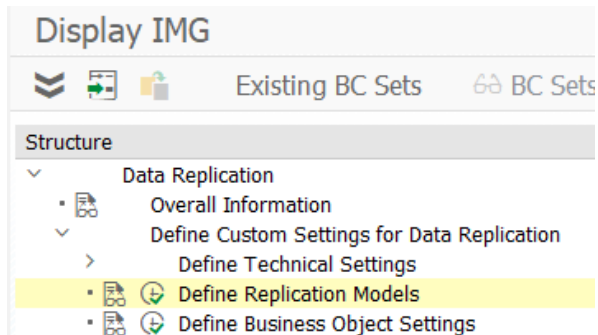 Display IMG
Existing BC Sets BC Sets
Structure
Data Replication
Overall Information
Define Custom Settings for Data Replication
Define Technical Settings
Define Replication Models
Define Business Object Settings